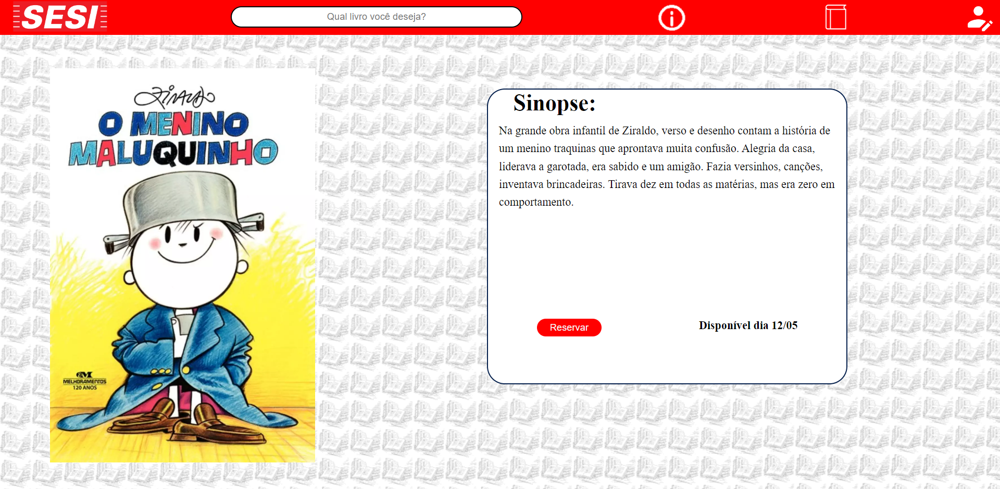 SESI
Qual livro você deseja?
ZIRALDO
O MENINO
MALUQUINHO
MELHORAMENTOS
120 ANOS
Sinopse:
Na grande obra infantil de Ziraldo, verso e desenho contam a história de
um menino traquinas que aprontava muita confusão. Alegria da casa,
liderava a garotada, era sabido e um amigão. Fazia versinhos, canções,
inventava brincadeiras. Tirava dez em todas as matérias, mas era zero em
comportamento.
Reservar
Disponível dia 12/05